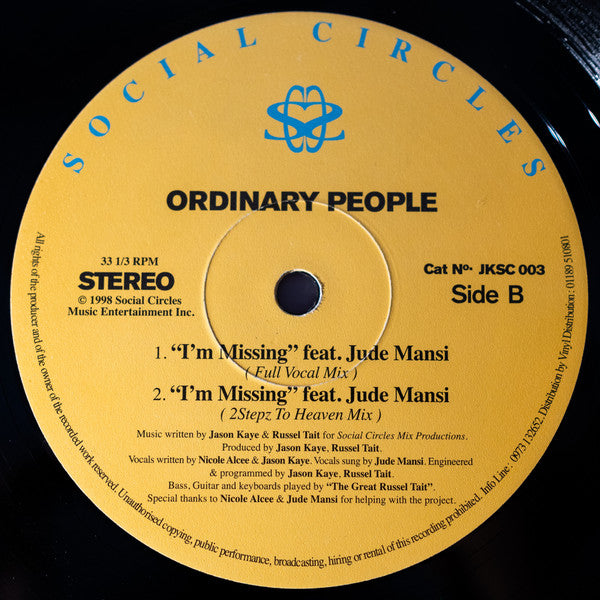 SOCIAL CIRCLES
ORDINARY PEOPLE
33 1/3 RPM
STEREO
© 1998 Social Circles
Music Entertainment Inc.
Cat Nº· JKSC 003
Side B
1. “I’m Missing” feat. Jude Mansi
( Full Vocal Mix )
2. “I’m Missing” feat. Jude Mansi
( 2Stepz To Heaven Mix )
Music written by Jason Kaye & Russel Tait for Social Circles Mix Productions.
Produced by Jason Kaye, Russel Tait.
Vocals written by Nicole Alcee & Jason Kaye. Vocals sung by Jude Mansi. Engineered
& programmed by Jason Kaye, Russel Tait.
Bass, Guitar and keyboards played by “The Great Russel Tait”.
Special thanks to Nicole Alcee & Jude Mansi for helping with the project.
All rights of the producer and of the owner of the recorded work reserved. Unauthorised copying, public performance, broadcasting, hiring or rental of this recording prohibited. Info Line : 0973 132652. Distribution by Vinyl Distribution : 01189 510801